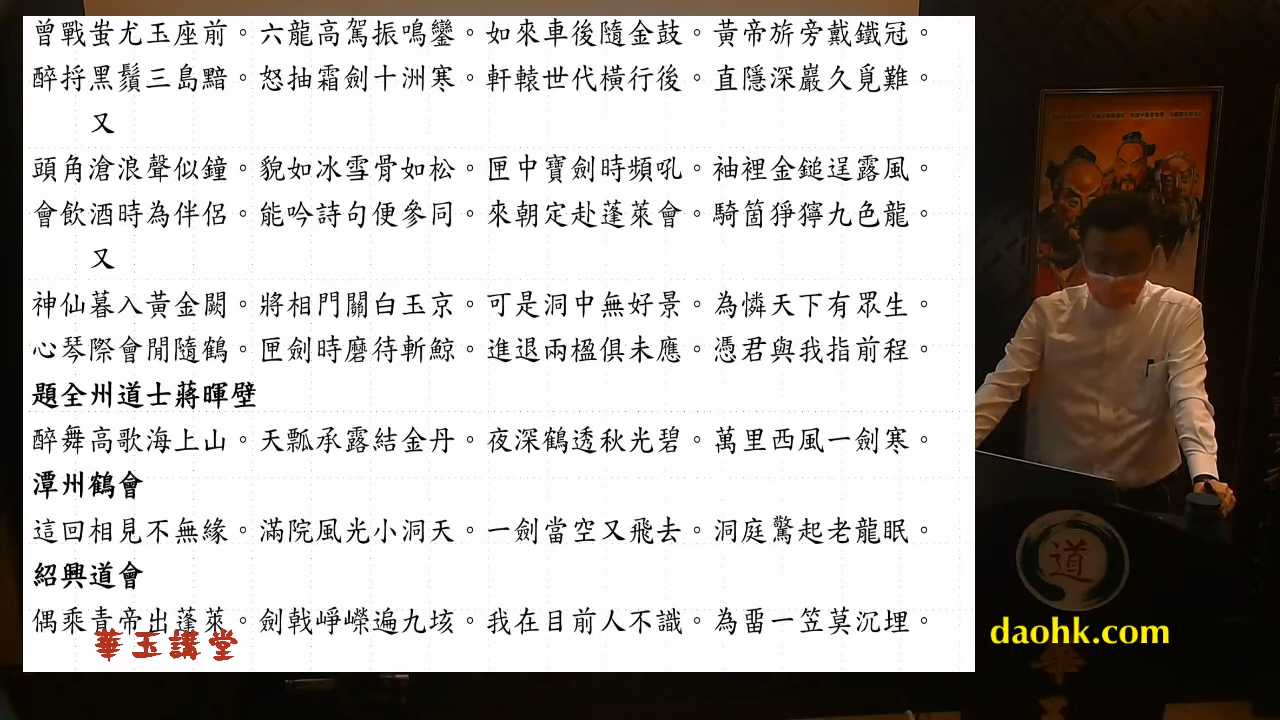 曾戰蚩尤玉座前。六龍高駕振鳴鑾。如來車後隨金鼓。黃帝旂旁戴鐵冠。
醉捋黑鬚三島黯。怒抽霜劍十洲寒。軒轅世代橫行後。直隱深巖久覓難。
又
頭角滄浪聲似鐘。貌如冰雪骨如松。匣中寶劍時頻吼。袖裡金鎚逞露風。
會飲酒時為伴侶。能吟詩句便參同。來朝定赴蓬萊會。騎箇猙獰九色龍。
又
神仙暮入黃金闕。將相門關白玉京。可是洞中無好景。為憐天下有眾生。
心琴際會閒隨鶴。匣劍時磨待斬鯨。進退兩楹俱未應。憑君與我指前程。
題全州道士蔣暉壁
醉舞高歌海上山。天瓢承露結金丹。夜深鶴透秋光碧。萬里西風一劍寒。
潭州鶴會
這回相見不無緣。滿院風光小洞天。一劍當空又飛去。洞庭驚起老龍眠。
紹興道會
偶乘青帝出蓬萊。劍戟崢嶸遍九垓。我在目前人不識。為畱一笠莫沉埋。
華玉講堂
道
daohk.com